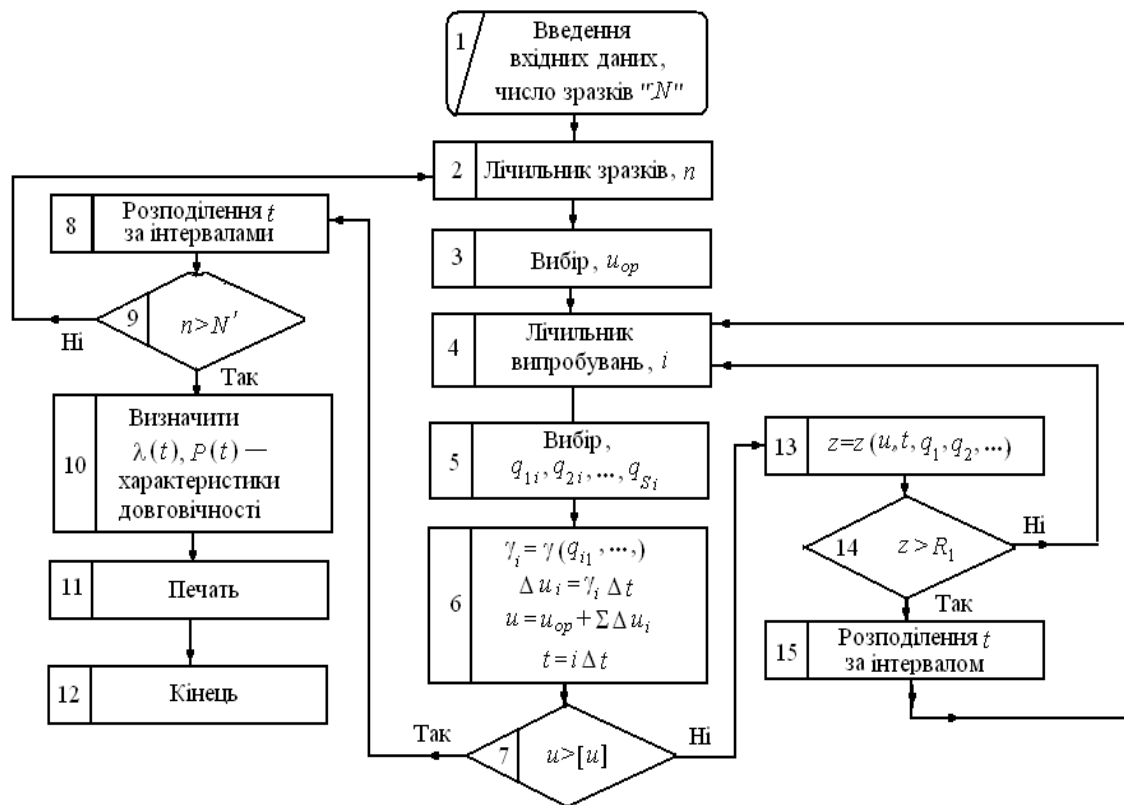 1
Введення
вхідних даних,
число зразків "N"
2
Лічильник зразків, n
3
Вибір, u_op
4
Лічильник
випробувань, i
5
Вибір,
q_1i, q_2i, ..., q_Si
6
γ_i = γ(q_i1, ...,)
Δu_i = γ_i Δt
u = u_op + ΣΔu_i
t = i Δt
7
u>[u]
Так
Ні
8
Розподілення t
за інтервалами
9
n>N'
Ні
Так
10
Визначити
λ(t), P(t) —
характеристики
довговічності
11
Печать
12
Кінець
13
z=z(u,t, q_1, q_2, ...)
14
z>R_1
Ні
Так
15
Розподілення t
за інтервалом